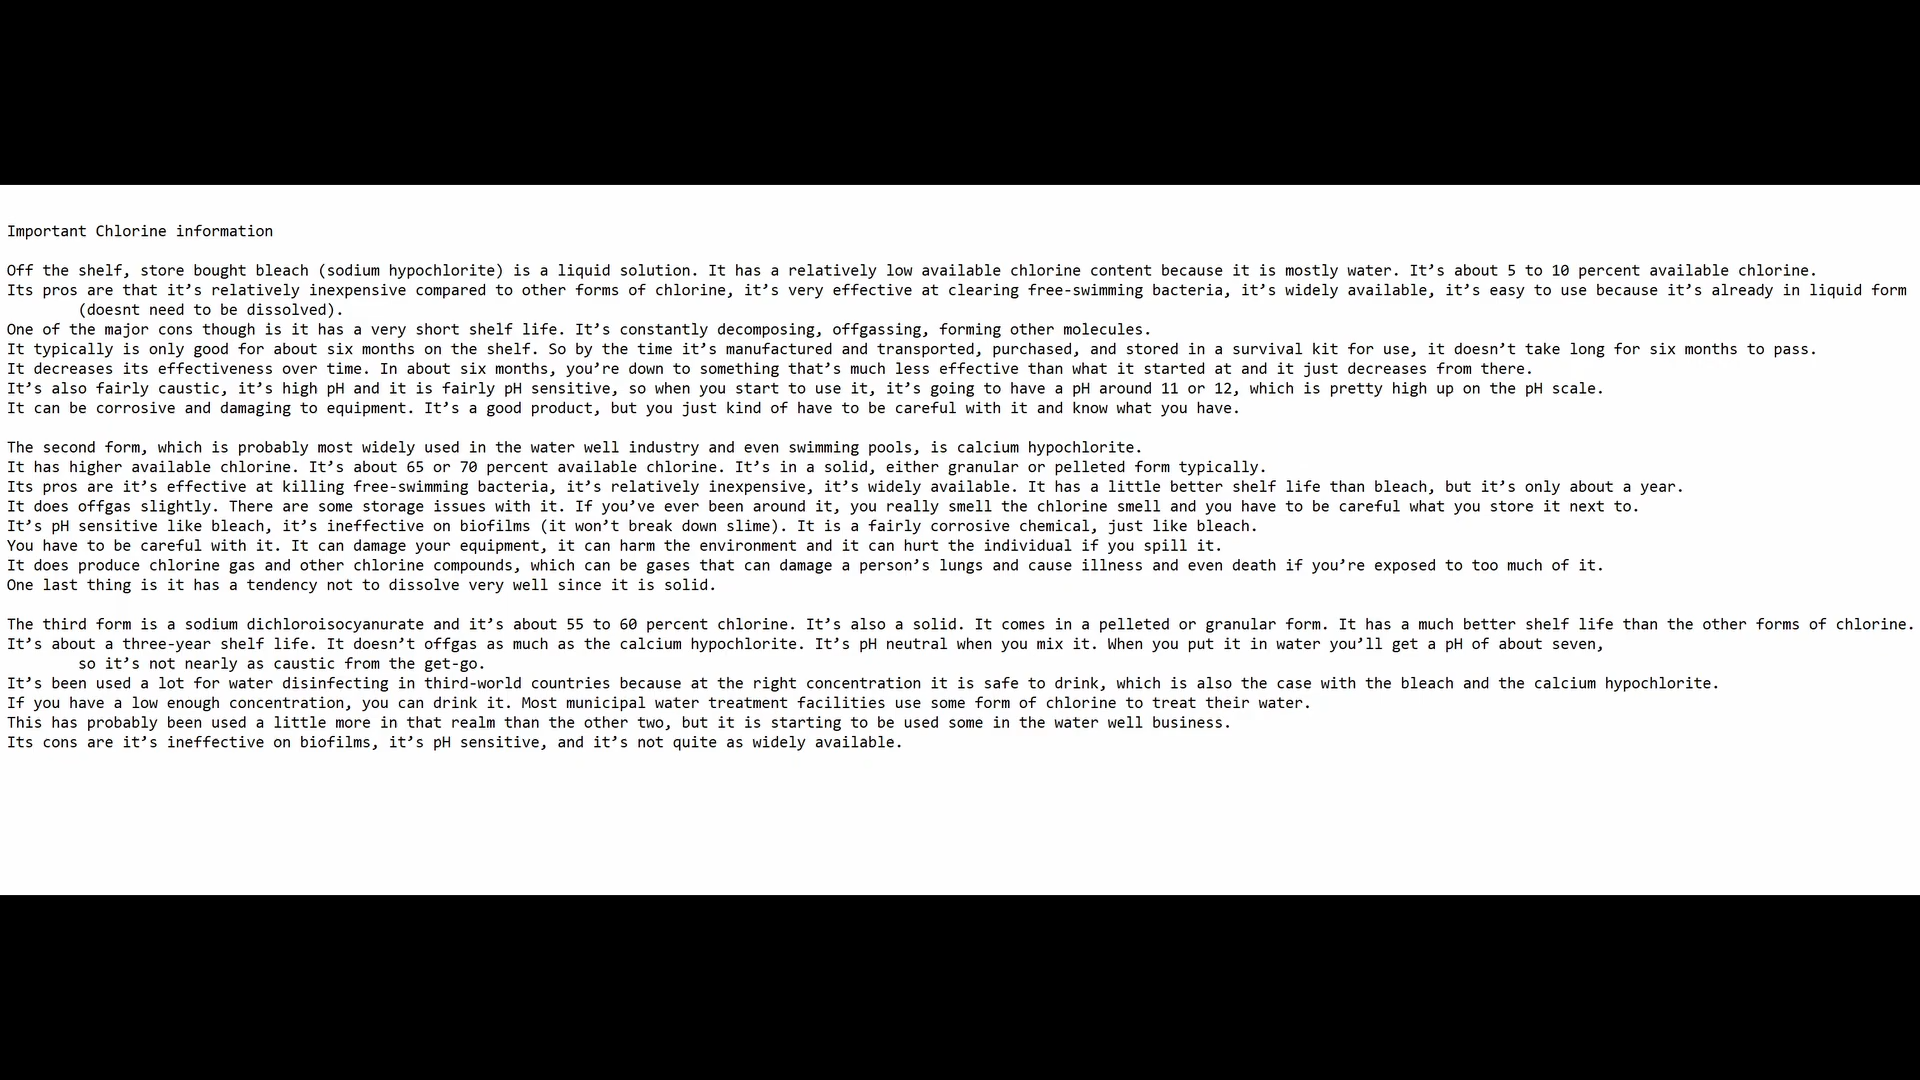 Important Chlorine information
Off the shelf, store bought bleach (sodium hypochlorite) is a liquid solution. It has a relatively low available chlorine content because it is mostly water. It’s about 5 to 10 percent available chlorine.
Its pros are that it’s relatively inexpensive compared to other forms of chlorine, it’s very effective at clearing free-swimming bacteria, it’s widely available, it’s easy to use because it’s already in liquid form
(doesnt need to be dissolved).
One of the major cons though is it has a very short shelf life. It’s constantly decomposing, offgassing, forming other molecules.
It typically is only good for about six months on the shelf. So by the time it’s manufactured and transported, purchased, and stored in a survival kit for use, it doesn’t take long for six months to pass.
It decreases its effectiveness over time. In about six months, you’re down to something that’s much less effective than what it started at and it just decreases from there.
It’s also fairly caustic, it’s high pH and it is fairly pH sensitive, so when you start to use it, it’s going to have a pH around 11 or 12, which is pretty high up on the pH scale.
It can be corrosive and damaging to equipment. It’s a good product, but you just kind of have to be careful with it and know what you have.
The second form, which is probably most widely used in the water well industry and even swimming pools, is calcium hypochlorite.
It has higher available chlorine. It’s about 65 or 70 percent available chlorine. It’s in a solid, either granular or pelleted form typically.
Its pros are it’s effective at killing free-swimming bacteria, it’s relatively inexpensive, it’s widely available. It has a little better shelf life than bleach, but it’s only about a year.
It does offgas slightly. There are some storage issues with it. If you’ve ever been around it, you really smell the chlorine smell and you have to be careful what you store it next to.
It’s pH sensitive like bleach, it’s ineffective on biofilms (it won’t break down slime). It is a fairly corrosive chemical, just like bleach.
You have to be careful with it. It can damage your equipment, it can harm the environment and it can hurt the individual if you spill it.
It does produce chlorine gas and other chlorine compounds, which can be gases that can damage a person’s lungs and cause illness and even death if you’re exposed to too much of it.
One last thing is it has a tendency not to dissolve very well since it is solid.
The third form is a sodium dichloroisocyanurate and it’s about 55 to 60 percent chlorine. It’s also a solid. It comes in a pelleted or granular form. It has a much better shelf life than the other forms of chlorine.
It’s about a three-year shelf life. It doesn’t offgas as much as the calcium hypochlorite. It’s pH neutral when you mix it. When you put it in water you’ll get a pH of about seven,
so it’s not nearly as caustic from the get-go.
It’s been used a lot for water disinfecting in third-world countries because at the right concentration it is safe to drink, which is also the case with the bleach and the calcium hypochlorite.
If you have a low enough concentration, you can drink it. Most municipal water treatment facilities use some form of chlorine to treat their water.
This has probably been used a little more in that realm than the other two, but it is starting to be used some in the water well business.
Its cons are it’s ineffective on biofilms, it’s pH sensitive, and it’s not quite as widely available.